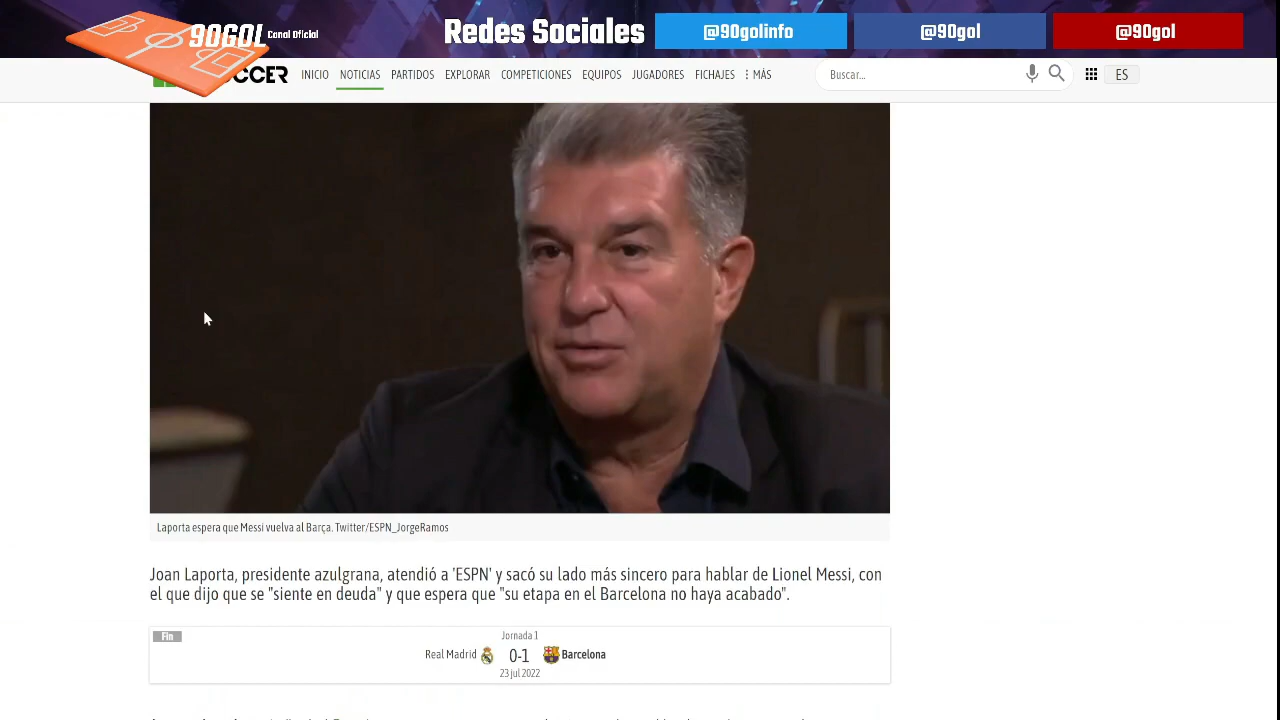 90GOL Canal Oficial
Redes Sociales
@90golinfo
@90gol
@90gol
CCER
INICIO NOTICIAS PARTIDOS EXPLORAR COMPETICIONES EQUIPOS JUGADORES FICHAJES ⋮ MÁS
Buscar...
ES
Laporta espera que Messi vuelva al Barça. Twitter/ESPN_JorgeRamos
Joan Laporta, presidente azulgrana, atendió a 'ESPN' y sacó su lado más sincero para hablar de Lionel Messi, con
el que dijo que se "siente en deuda" y que espera que "su etapa en el Barcelona no haya acabado".
Fin
Jornada 1
Real Madrid 0-1 Barcelona
23 jul 2022